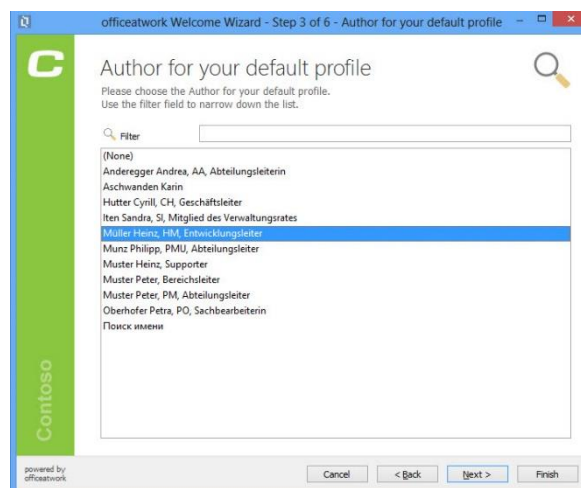 officeatwork Welcome Wizard - Step 3 of 6 - Author for your default profile
C
Author for your default profile
Please choose the Author for your default profile.
Use the filter field to narrow down the list.
Filter
(None)
Anderegger Andrea, AA, Abteilungsleiterin
Aschwanden Karin
Hutter Cyrill, CH, Geschäftsleiter
Iten Sandra, SI, Mitglied des Verwaltungsrates
Müller Heinz, HM, Entwicklungsleiter
Munz Philipp, PMU, Abteilungsleiter
Muster Heinz, Supporter
Muster Peter, Bereichsleiter
Muster Peter, PM, Abteilungsleiter
Oberhofer Petra, PO, Sachbearbeiterin
Поиск имени
Contoso
powered by
officeatwork
Cancel
< Back
Next >
Finish